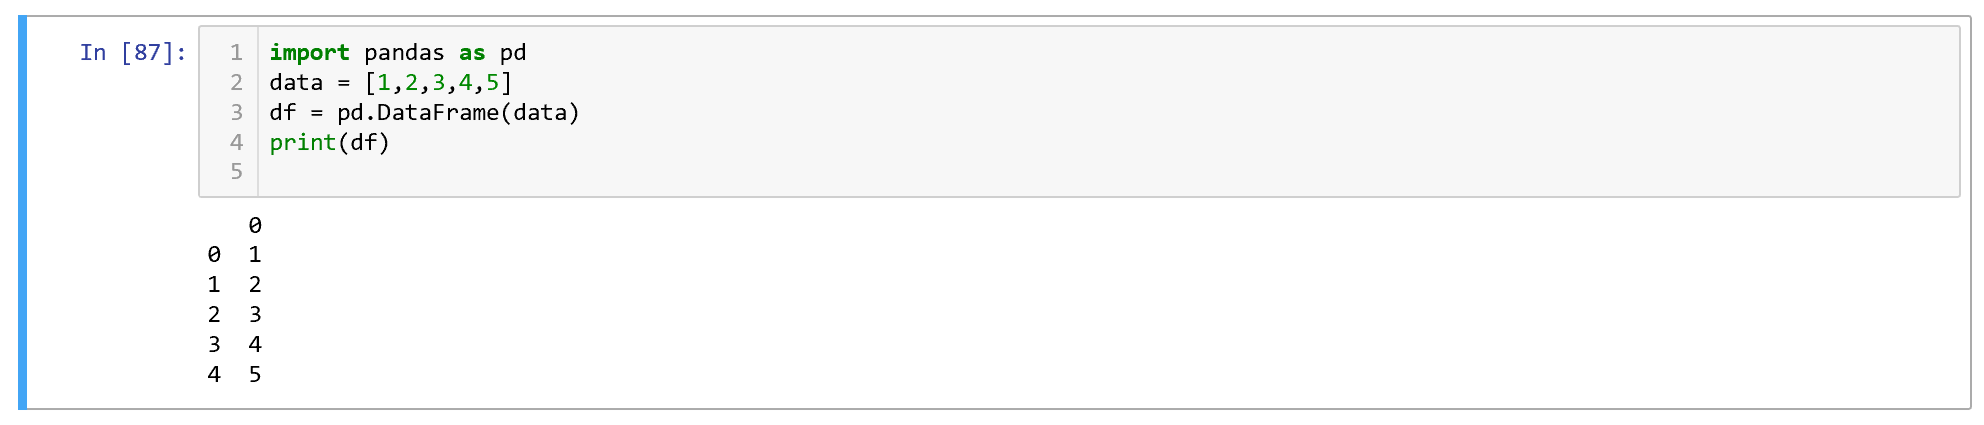 In [87]:
1 import pandas as pd
2 data = [1,2,3,4,5]
3 df = pd.DataFrame(data)
4 print(df)
5
   0
0  1
1  2
2  3
3  4
4  5